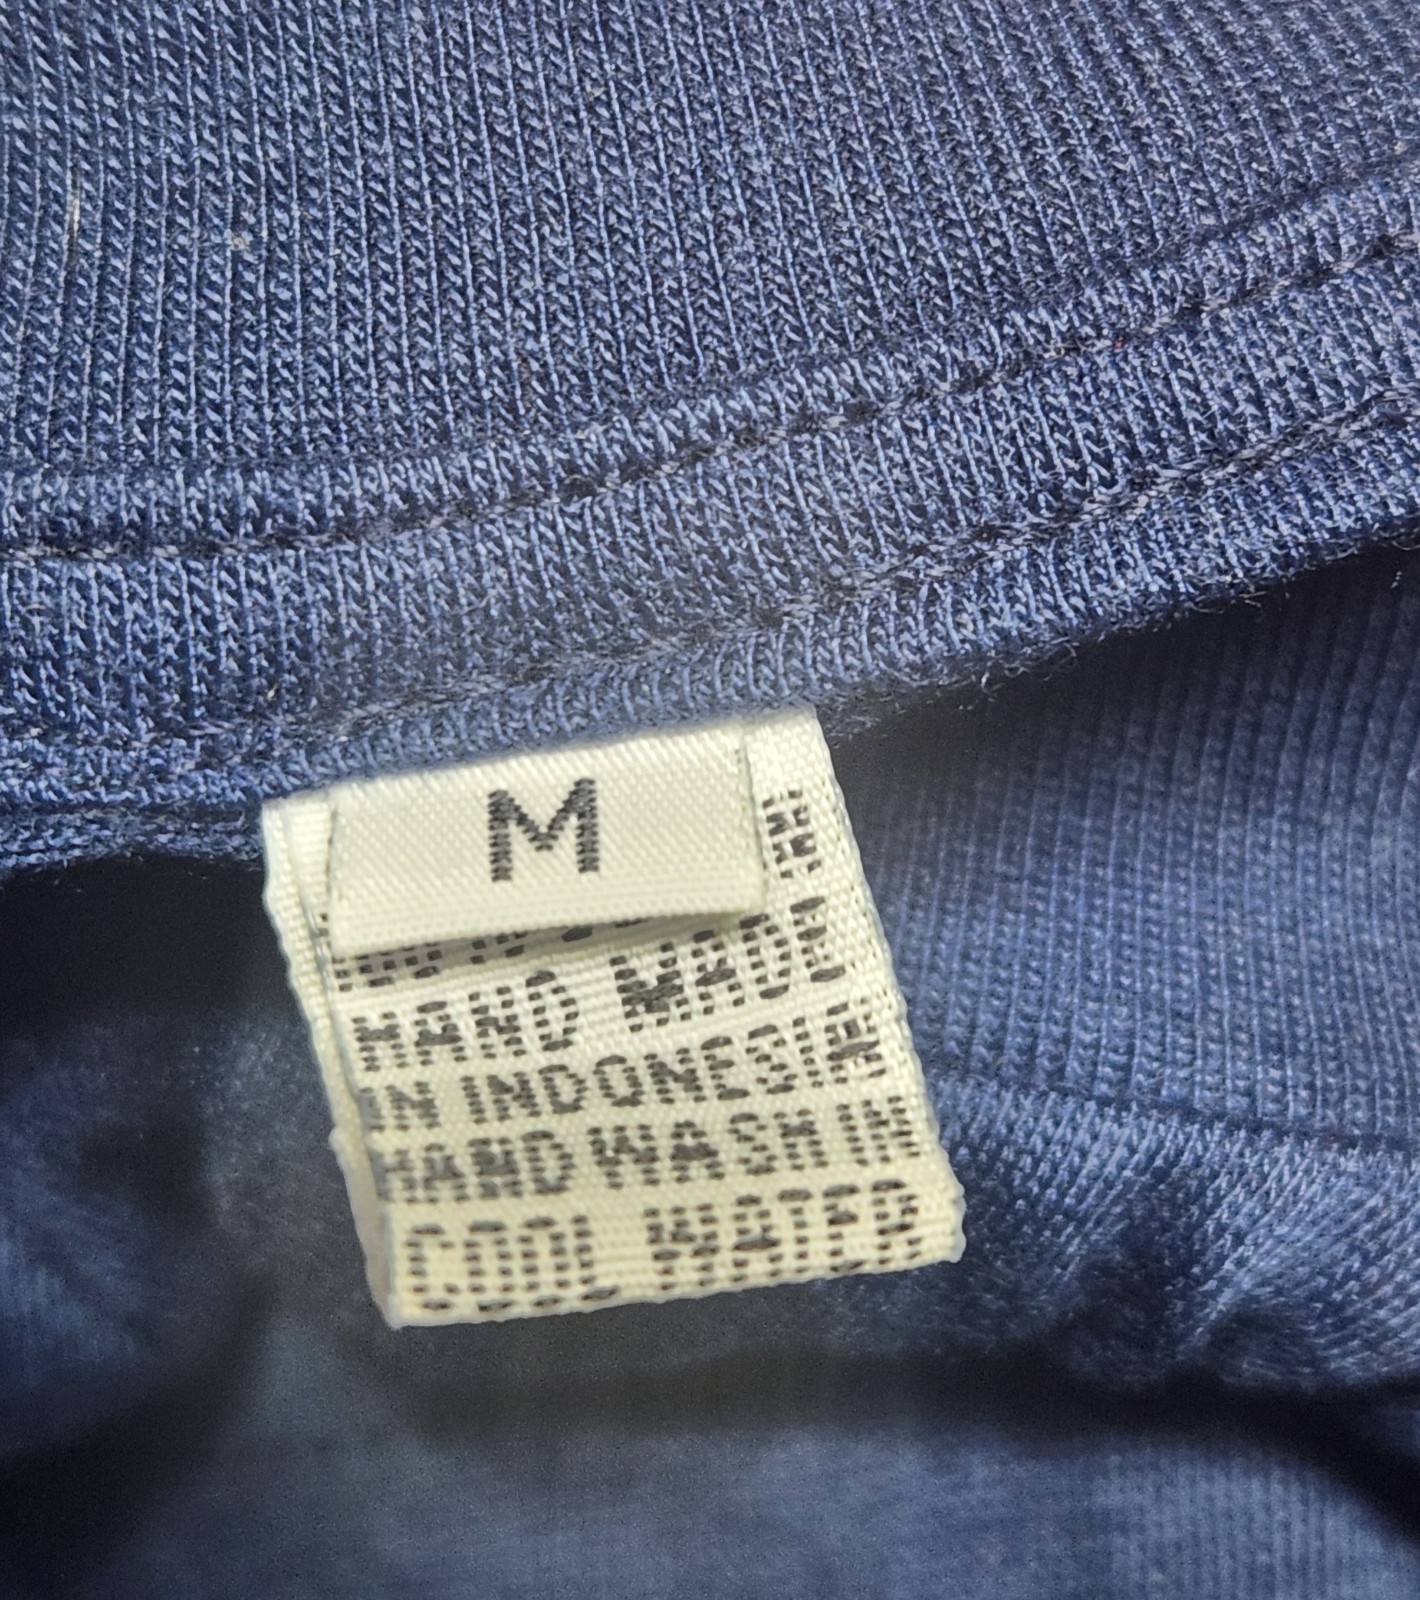 M
HAND MADE
IN INDONESIA
HAND WASH IN
COOL WATER